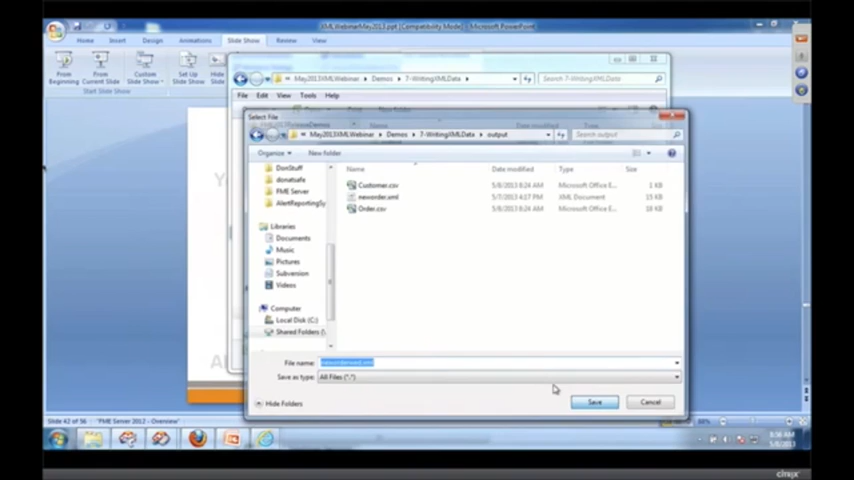 XMLWebinarMay2013.ppt [Compatibility Mode] - Microsoft PowerPoint
Home Insert Design Animations Slide Show Review View
From Beginning
From Current Slide
Custom Slide Show
Set Up Slide Show
Hide Slide
Start Slide Show
May2013XMLWebinar Demos 7-WritingXMLData
Search 7-WritingXMLData
File Edit View Tools Help
Select File
May2013XMLWebinar Demos 7-WritingXMLData output
Search output
Organize New folder
Name Date modified Type Size
Customer.csv 5/8/2013 8:24 AM Microsoft Office E... 1 KB
neworder.xml 5/7/2013 4:17 PM XML Document 15 KB
Order.csv 5/8/2013 8:24 AM Microsoft Office E... 18 KB
DonStuff
donatsafe
FME Server
AlertReportingSy
Libraries
Documents
Music
Pictures
Subversion
Videos
Computer
Local Disk (C:)
Shared Folders (\
File name:
Save as type: All Files (*.*)
Hide Folders
Save
Cancel
Slide 42 of 56 "FME Server 2012 - Overview"
8:56 AM
5/8/2013
citrix